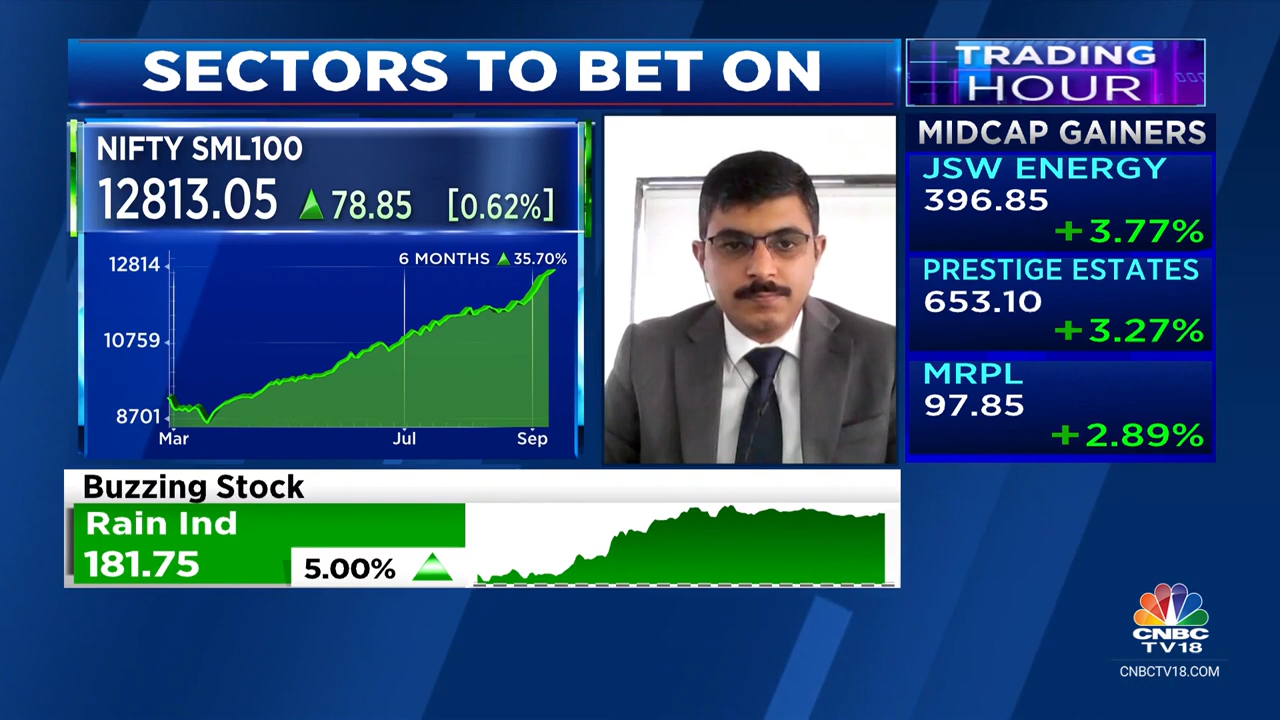 SECTORS TO BET ON
TRADING
HOUR
NIFTY SML100
12813.05 ▲ 78.85 [0.62%]
6 MONTHS ▲ 35.70%
12814
10759
8701
Mar Jul Sep
MIDCAP GAINERS
JSW ENERGY
396.85
+3.77%
PRESTIGE ESTATES
653.10
+3.27%
MRPL
97.85
+2.89%
Buzzing Stock
Rain Ind
181.75 5.00% ▲
CNBC
TV18
CNBCTV18.COM